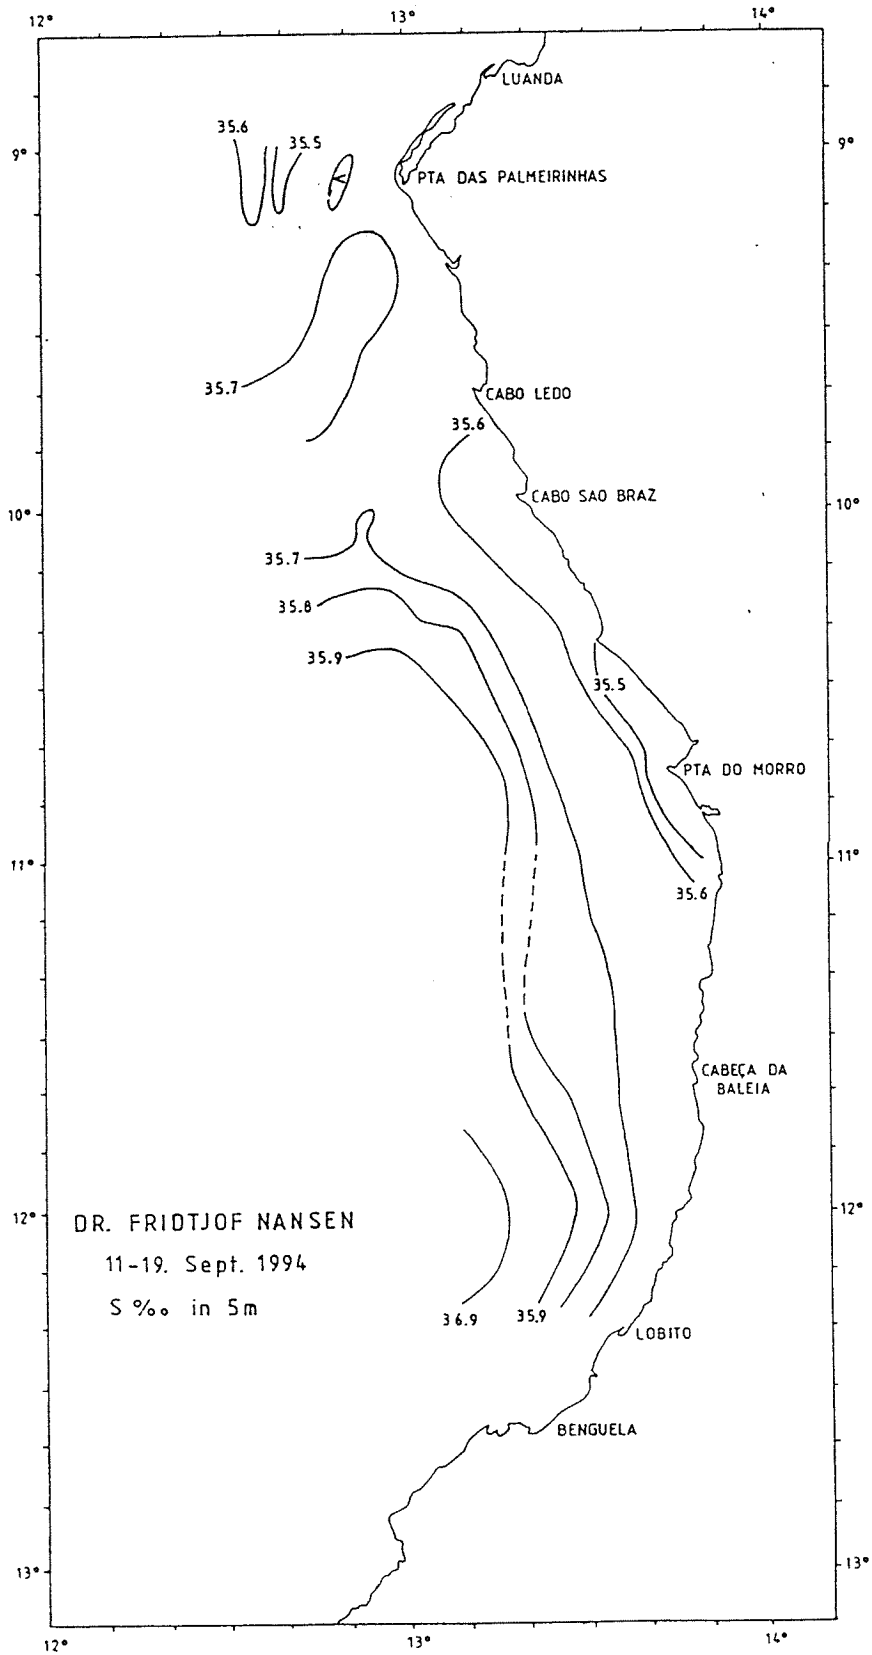 12°
13°
14°
LUANDA
35.6
35.5
9°
9°
PTA DAS PALMEIRINHAS
35.7
CABO LEDO
35.6
CABO SAO BRAZ
10°
10°
35.7
35.8
35.9
35.5
PTA DO MORRO
11°
11°
35.6
CABEÇA DA
BALEIA
12°
12°
DR. FRIDTJOF NANSEN
11-19. Sept. 1994
S ‰ in 5m
36.9
35.9
LOBITO
BENGUELA
13°
13°
12°
13°
14°